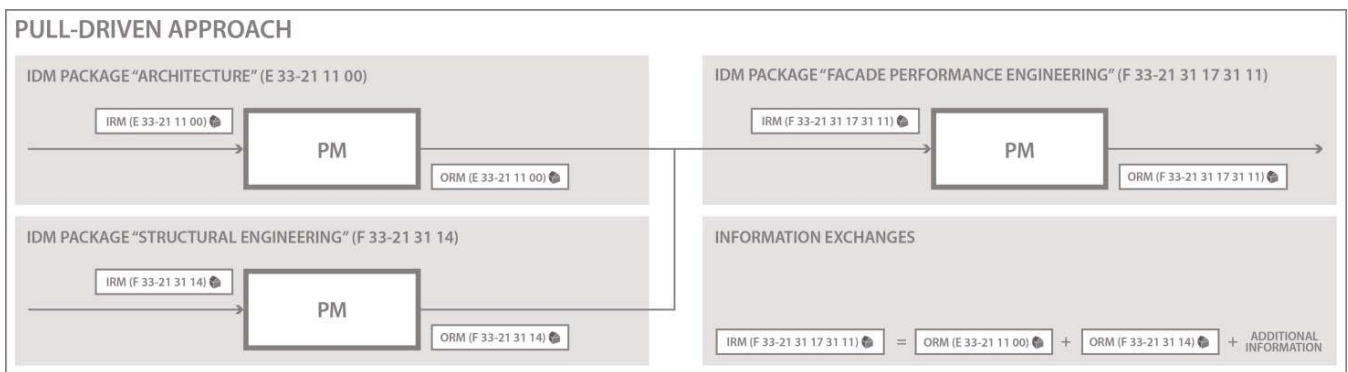 PULL-DRIVEN APPROACH
IDM PACKAGE “ARCHITECTURE” (E 33-21 11 00)
IRM (E 33-21 11 00)
PM
ORM (E 33-21 11 00)
IDM PACKAGE “FACADE PERFORMANCE ENGINEERING” (F 33-21 31 17 31 11)
IRM (F 33-21 31 17 31 11)
PM
ORM (F 33-21 31 17 31 11)
IDM PACKAGE “STRUCTURAL ENGINEERING” (F 33-21 31 14)
IRM (F 33-21 31 14)
PM
ORM (F 33-21 31 14)
INFORMATION EXCHANGES
IRM (F 33-21 31 17 31 11) = ORM (E 33-21 11 00) + ORM (F 33-21 31 14) + ADDITIONAL
INFORMATION